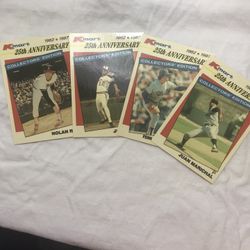 Kmart
1962 • 1987
25th ANNIVERSARY
COLLECTORS' EDITION
NOLAN R
Kmart
1962 • 1987
25th ANNIVERSARY
COLLECTORS' EDITION
Kmart
1962 • 1987
25th ANNIVERSARY
COLLECTORS' EDITION
TOM
Kmart
1962 • 1987
25th ANNIVERSARY
COLLECTORS' EDITION
JUAN MARICHAL